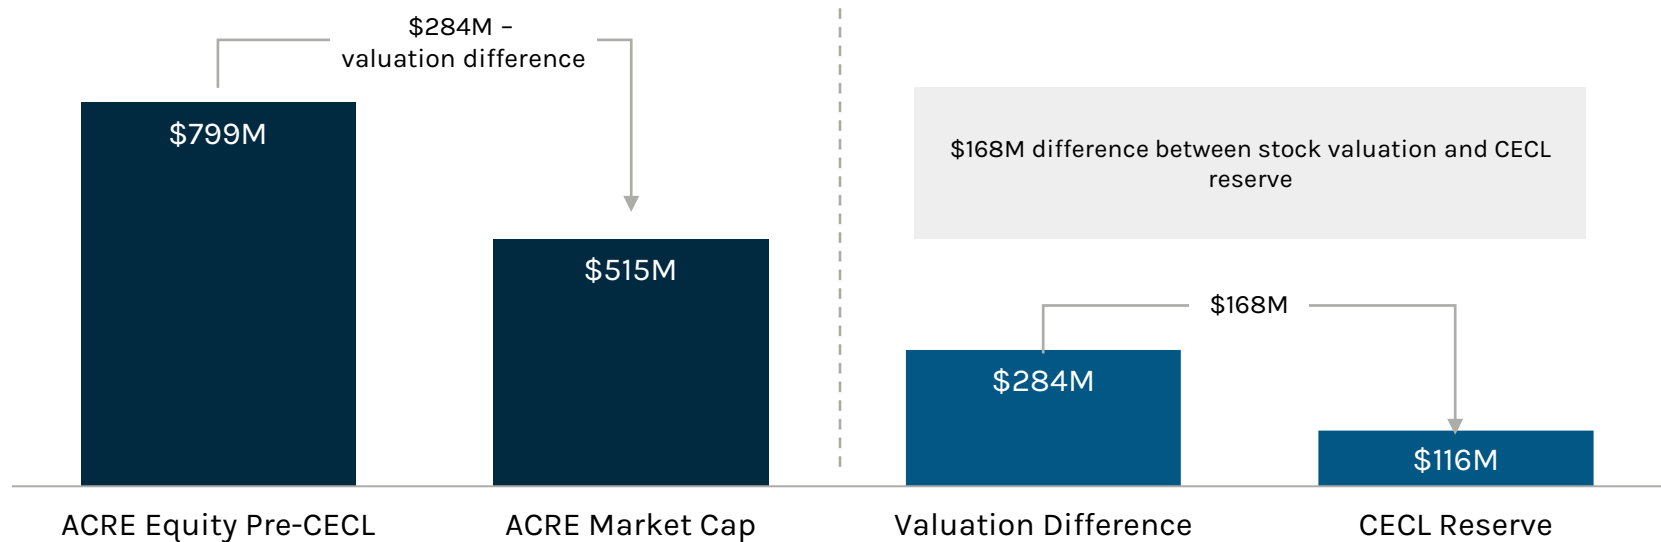 $284M –
valuation difference
$799M
$515M
$168M difference between stock valuation and CECL
reserve
$168M
$284M
$116M
ACRE Equity Pre-CECL
ACRE Market Cap
Valuation Difference
CECL Reserve